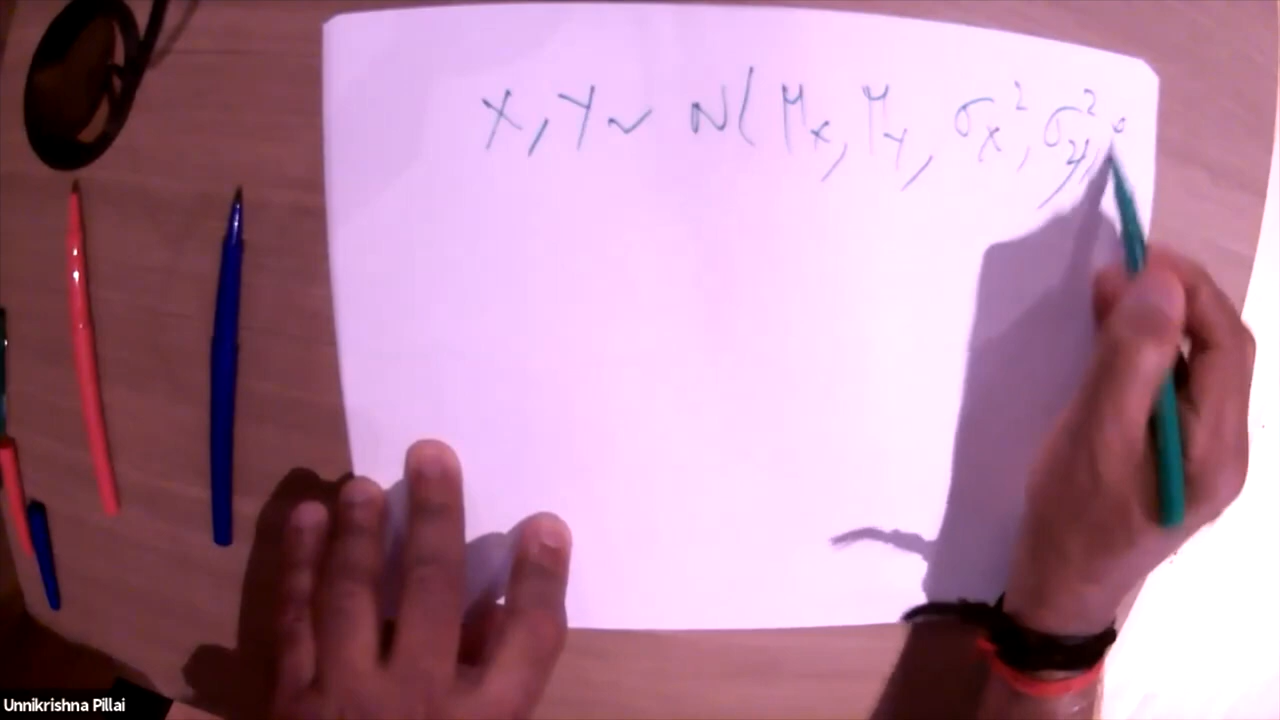 X, Y ~ N( μx, μy, σx², σy²,
Unnikrishna Pillai